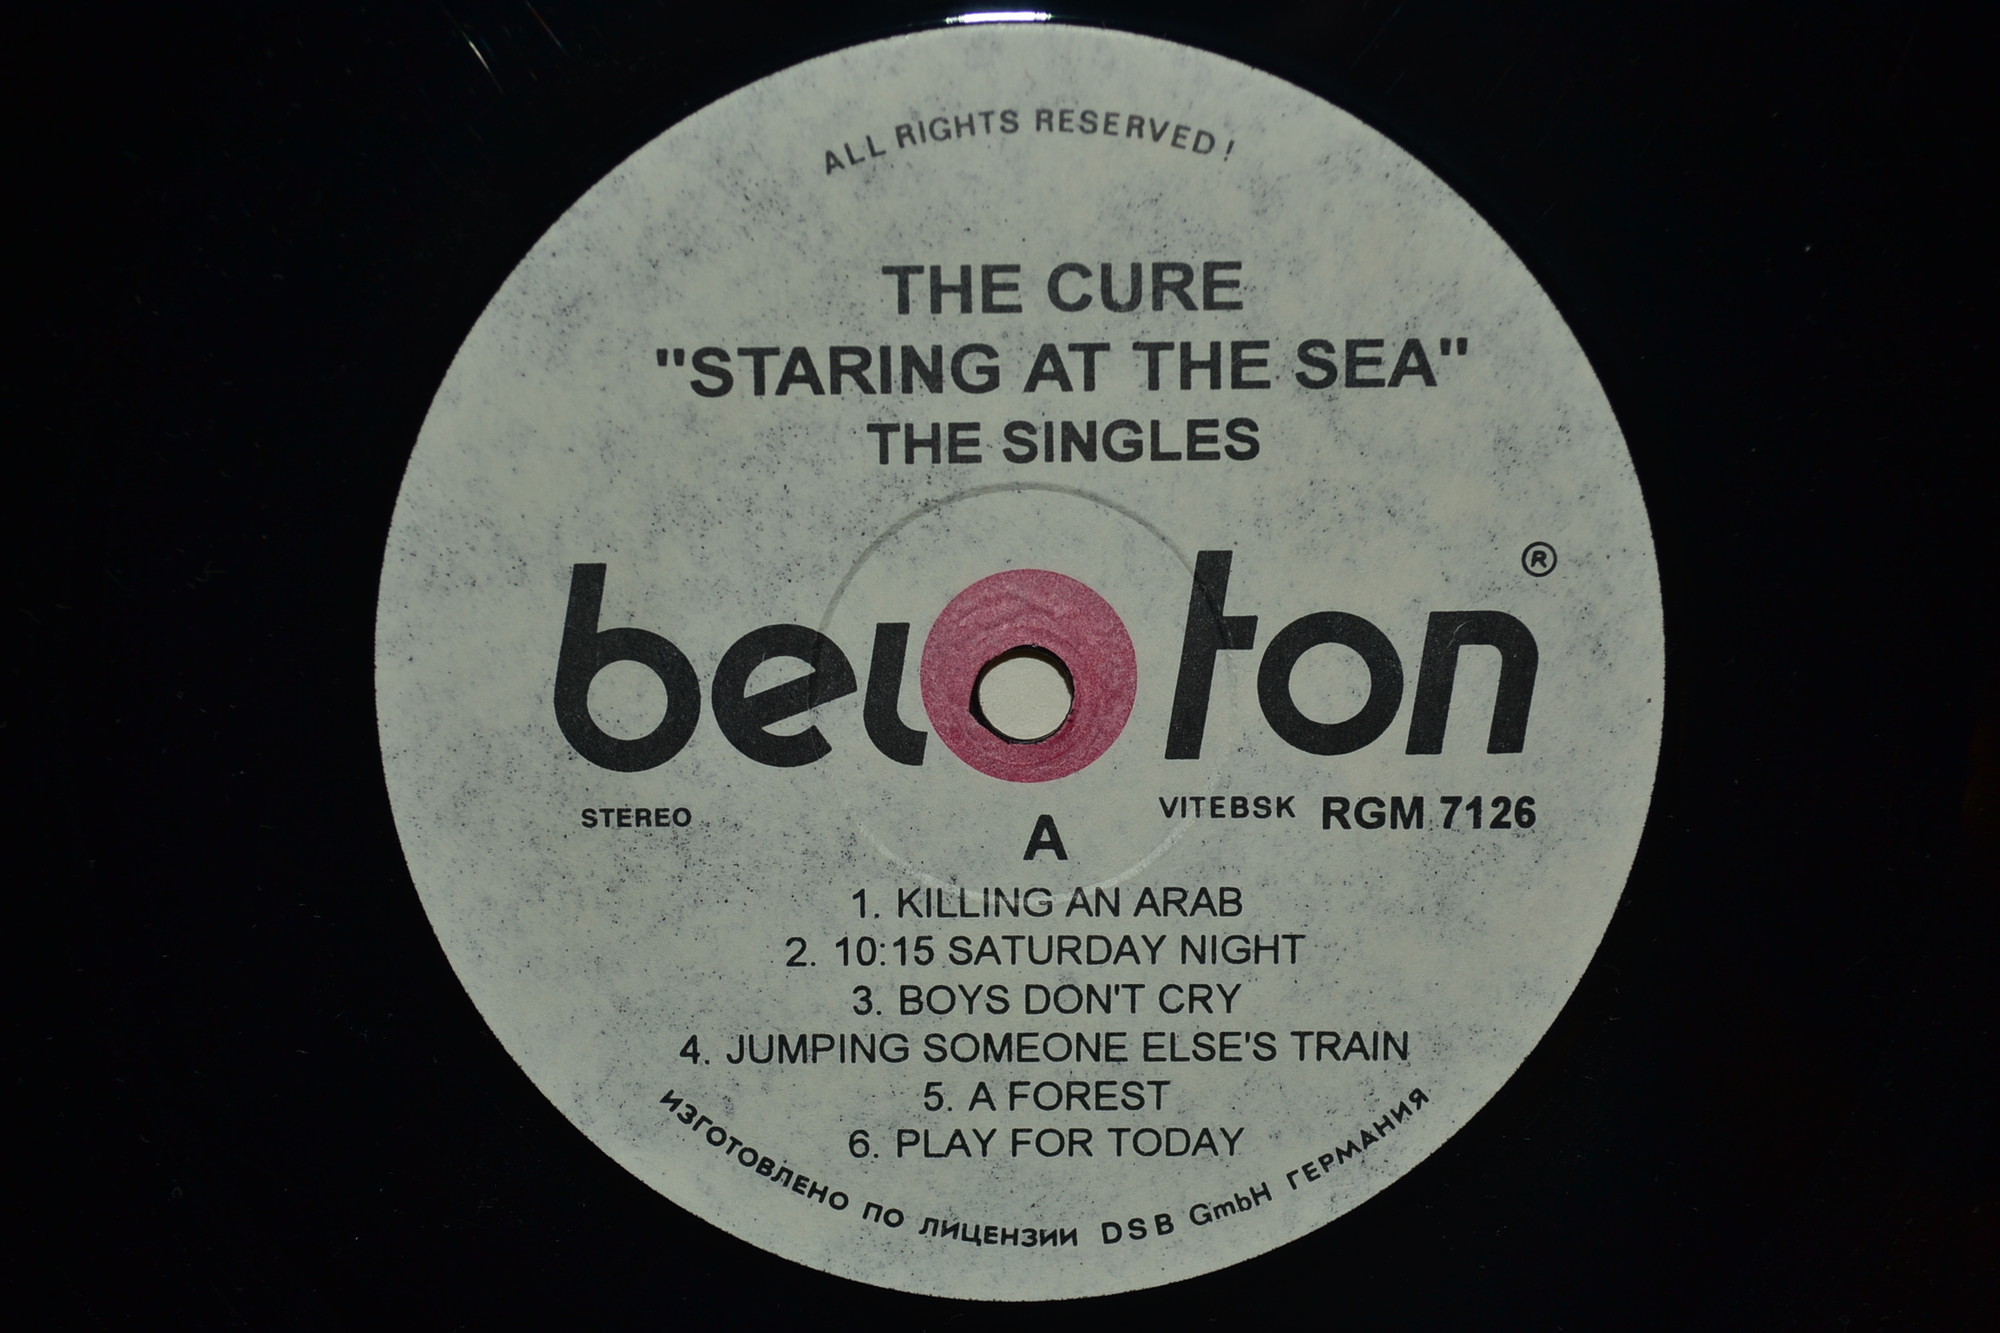 ALL RIGHTS RESERVED!
THE CURE
"STARING AT THE SEA"
THE SINGLES
beloton ®
STEREO
VITEBSK RGM 7126
A
1. KILLING AN ARAB
2. 10:15 SATURDAY NIGHT
3. BOYS DON'T CRY
4. JUMPING SOMEONE ELSE'S TRAIN
5. A FOREST
6. PLAY FOR TODAY
ИЗГОТОВЛЕНО ПО ЛИЦЕНЗИИ DSB GmbH ГЕРМАНИЯ